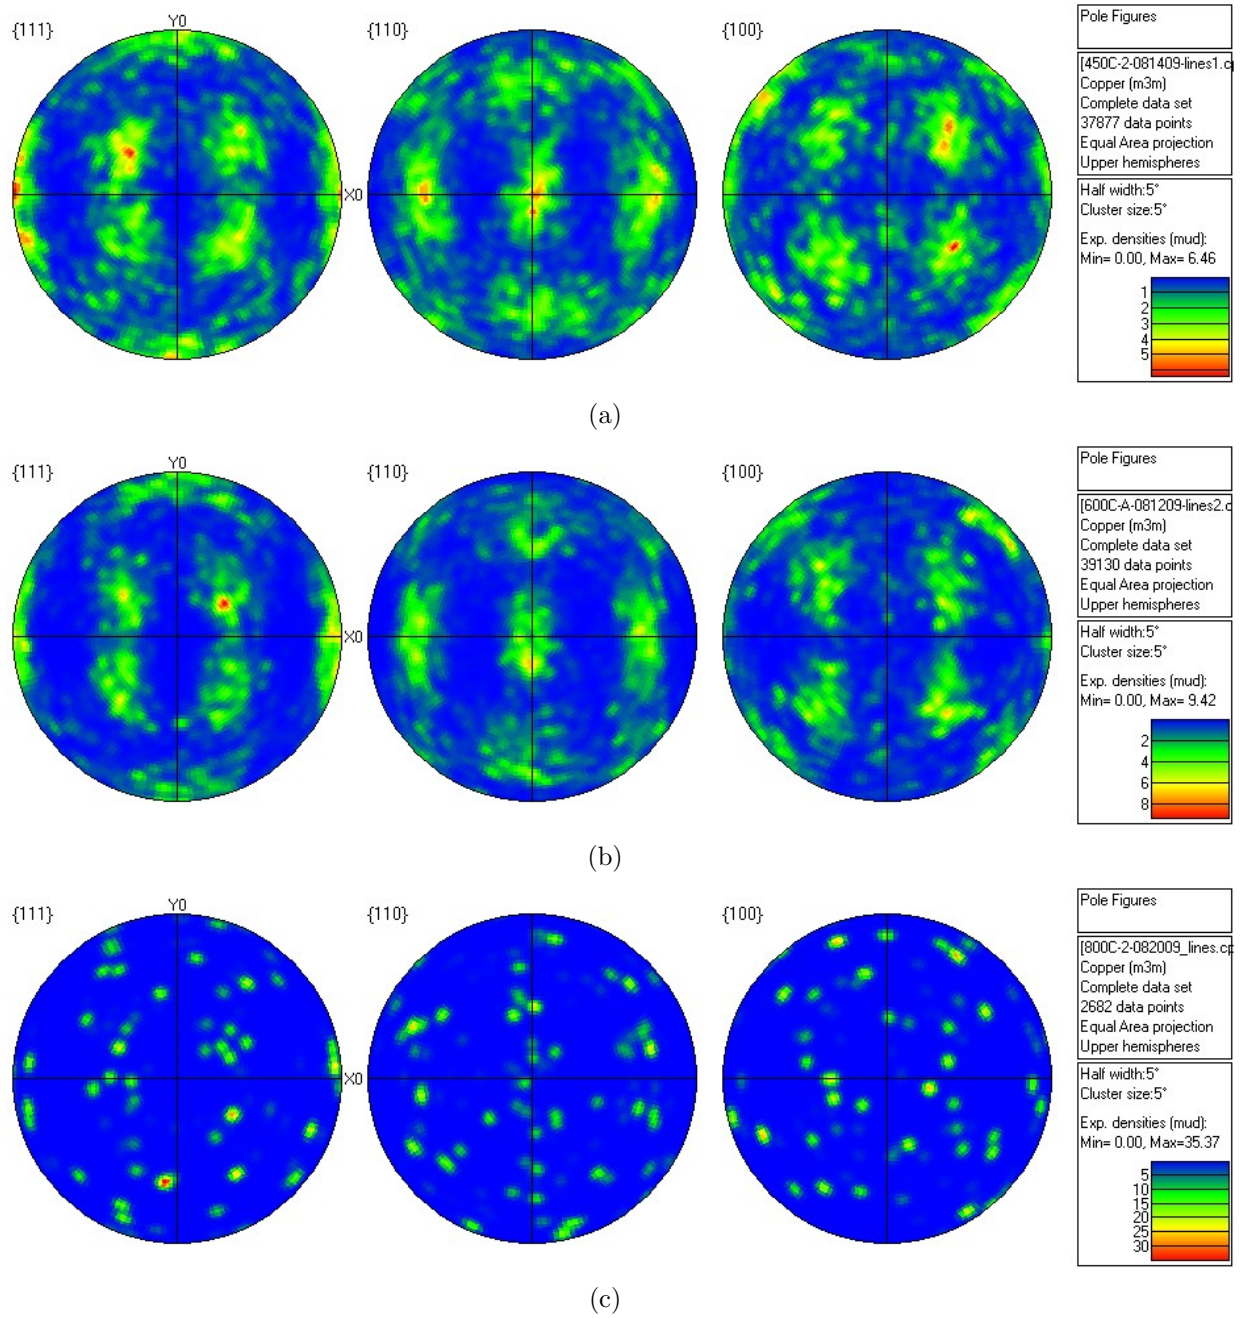 {111}
Y0
{110}
{100}
X0
Pole Figures
[450C-2-081409-lines1.cp
Copper (m3m)
Complete data set
37877 data points
Equal Area projection
Upper hemispheres
Half width:5°
Cluster size:5°
Exp. densities (mud):
Min= 0.00, Max= 6.46
1
2
3
4
5
(a)
{111}
Y0
{110}
{100}
X0
Pole Figures
[600C-A-081209-lines2.c
Copper (m3m)
Complete data set
39130 data points
Equal Area projection
Upper hemispheres
Half width:5°
Cluster size:5°
Exp. densities (mud):
Min= 0.00, Max= 9.42
2
4
6
8
(b)
{111}
Y0
{110}
{100}
X0
Pole Figures
[800C-2-082009_lines.cp
Copper (m3m)
Complete data set
2682 data points
Equal Area projection
Upper hemispheres
Half width:5°
Cluster size:5°
Exp. densities (mud):
Min= 0.00, Max=35.37
5
10
15
20
25
30
(c)